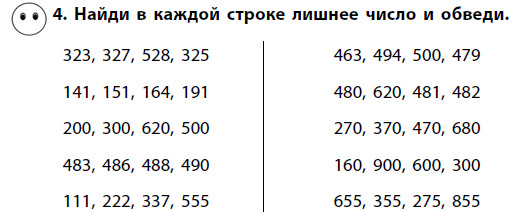 4. Найди в каждой строке лишнее число и обведи.
323, 327, 528, 325
141, 151, 164, 191
200, 300, 620, 500
483, 486, 488, 490
111, 222, 337, 555
463, 494, 500, 479
480, 620, 481, 482
270, 370, 470, 680
160, 900, 600, 300
655, 355, 275, 855